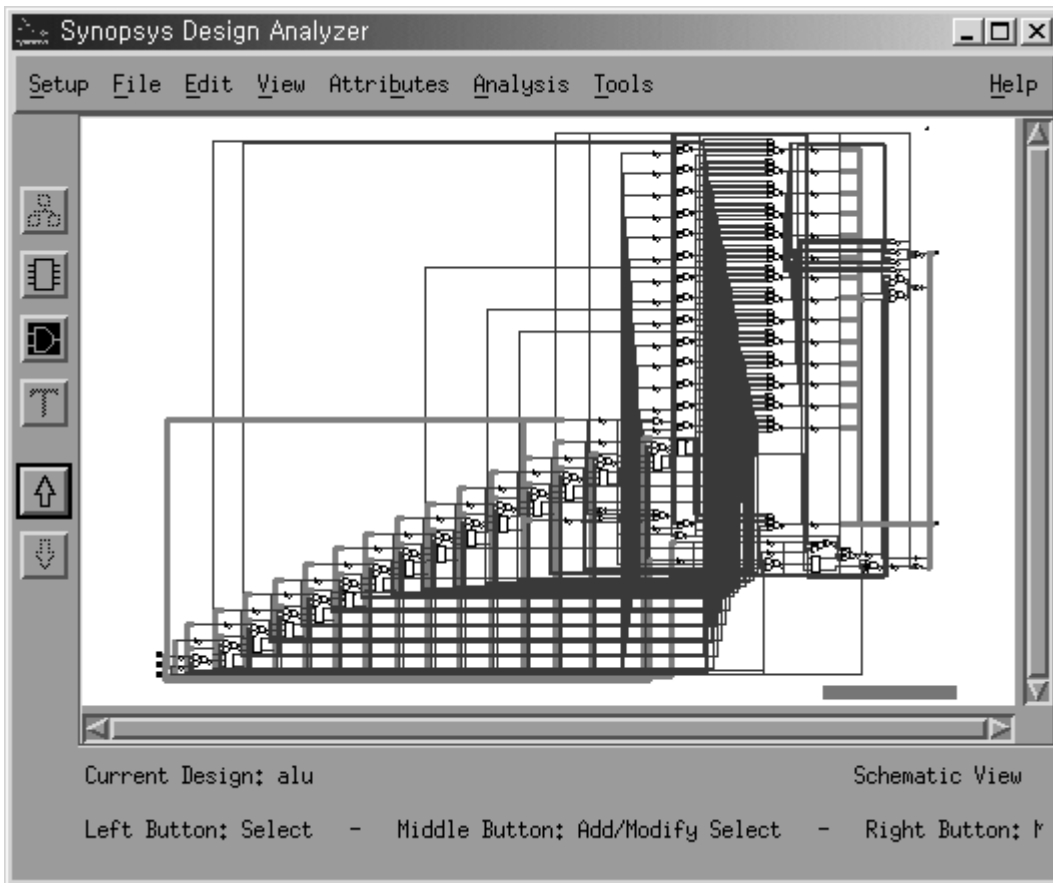 Synopsys Design Analyzer
Setup File Edit View Attributes Analysis Tools Help
Current Design: alu Schematic View
Left Button: Select - Middle Button: Add/Modify Select - Right Button: